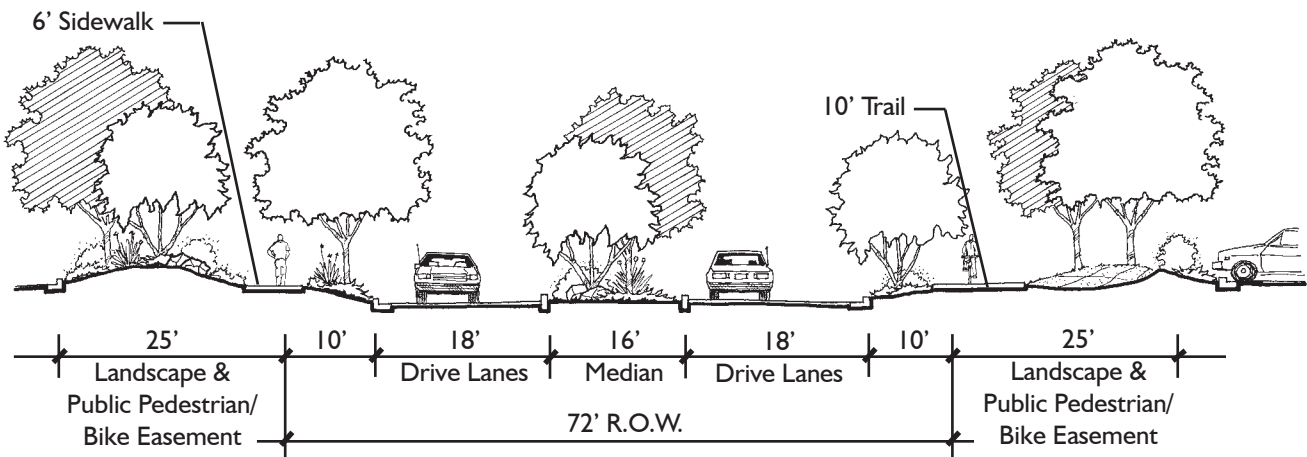 6’ Sidewalk
10’ Trail
25’
10’
18’
16’
18’
10’
25’
Landscape &
Public Pedestrian/
Bike Easement
Drive Lanes
Median
Drive Lanes
Landscape &
Public Pedestrian/
Bike Easement
72’ R.O.W.